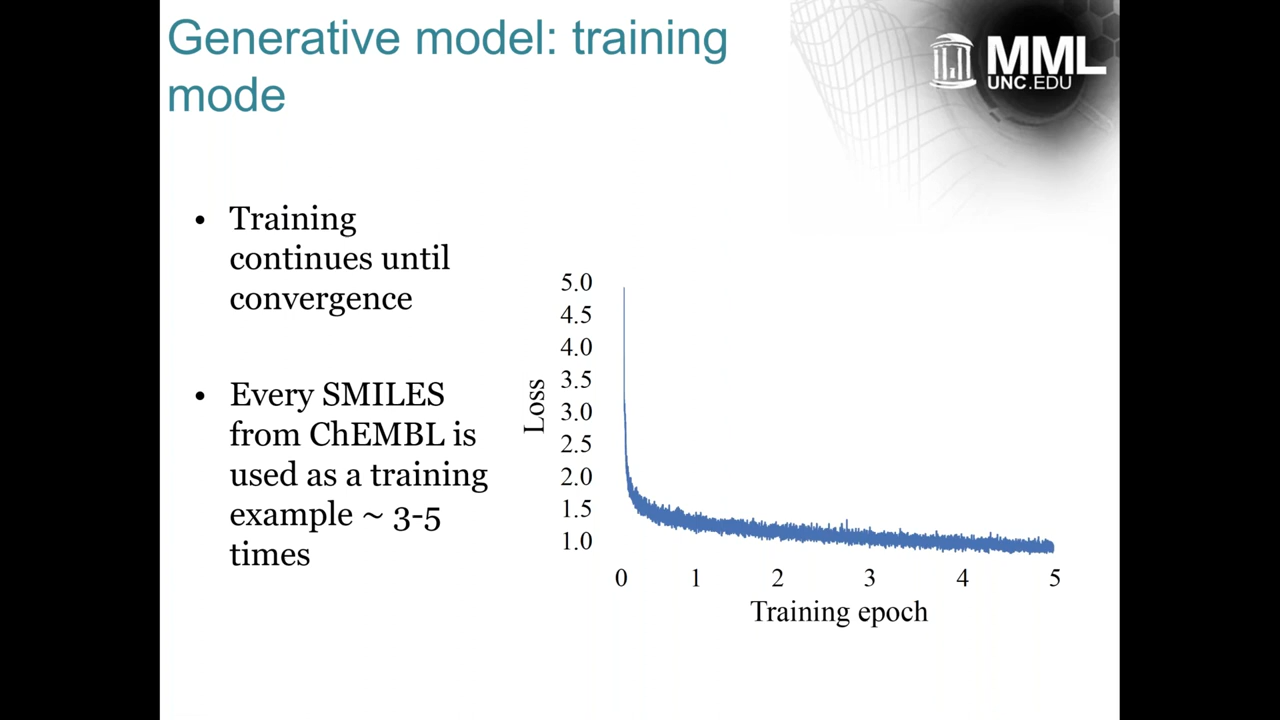 Generative model: training
mode
MML
UNC.EDU
• Training
continues until
convergence
• Every SMILES
from ChEMBL is
used as a training
example ~ 3-5
times
Loss
5.0
4.5
4.0
3.5
3.0
2.5
2.0
1.5
1.0
0 1 2 3 4 5
Training epoch